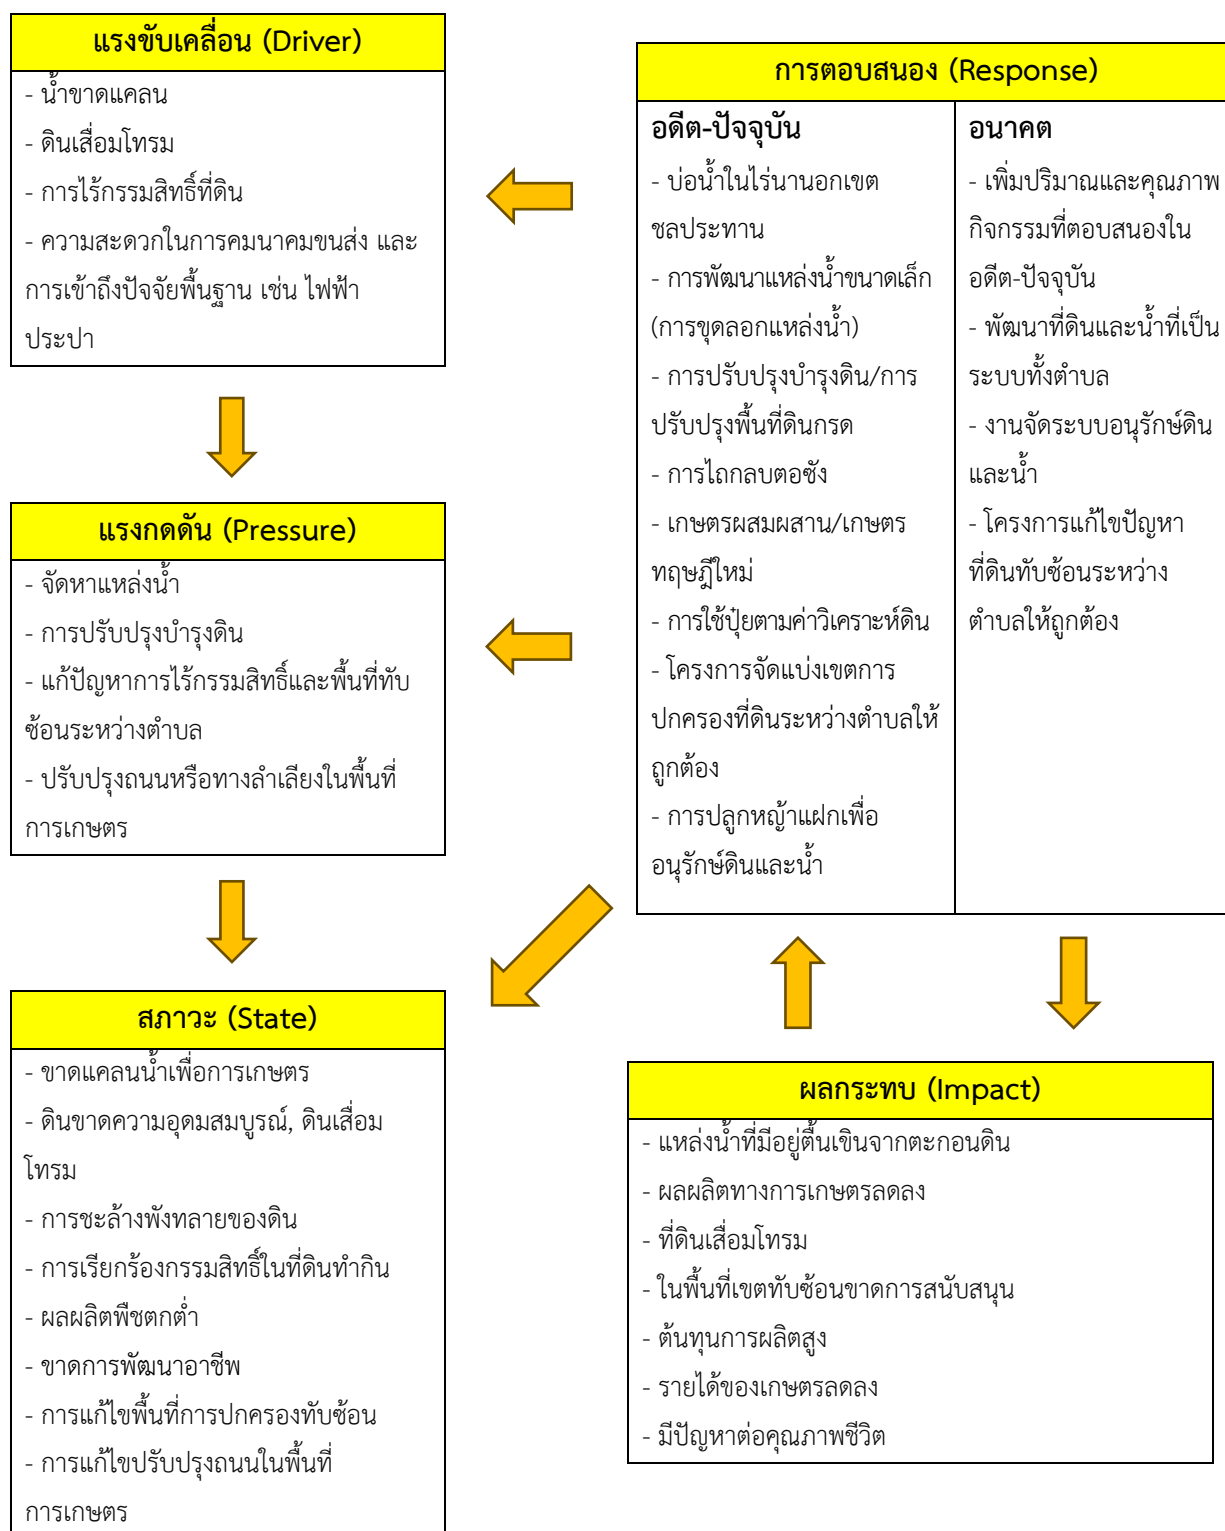 แรงขับเคลื่อน (Driver)
- น้ำขาดแคลน
- ดินเสื่อมโทรม
- การไร้กรรมสิทธิ์ที่ดิน
- ความสะดวกในการคมนาคมขนส่ง และ
การเข้าถึงปัจจัยพื้นฐาน เช่น ไฟฟ้า
ประปา
แรงกดดัน (Pressure)
- จัดหาแหล่งน้ำ
- การปรับปรุงบำรุงดิน
- แก้ปัญหาการไร้กรรมสิทธิ์และพื้นที่ทับ
ซ้อนระหว่างตำบล
- ปรับปรุงถนนหรือทางลำเลียงในพื้นที่
การเกษตร
สภาวะ (State)
- ขาดแคลนน้ำเพื่อการเกษตร
- ดินขาดความอุดมสมบูรณ์, ดินเสื่อม
โทรม
- การชะล้างพังทลายของดิน
- การเรียกร้องกรรมสิทธิ์ในที่ดินทำกิน
- ผลผลิตพืชตกต่ำ
- ขาดการพัฒนาอาชีพ
- การแก้ไขพื้นที่การปกครองทับซ้อน
- การแก้ไขปรับปรุงถนนในพื้นที่
การเกษตร
การตอบสนอง (Response)
อดีต-ปัจจุบัน
- บ่อน้ำในไร่นานอกเขต
ชลประทาน
- การพัฒนาแหล่งน้ำขนาดเล็ก
(การขุดลอกแหล่งน้ำ)
- การปรับปรุงบำรุงดิน/การ
ปรับปรุงพื้นที่ดินกรด
- การไถกลบตอซัง
- เกษตรผสมผสาน/เกษตร
ทฤษฎีใหม่
- การใช้ปุ๋ยตามค่าวิเคราะห์ดิน
- โครงการจัดแบ่งเขตการ
ปกครองที่ดินระหว่างตำบลให้
ถูกต้อง
- การปลูกหญ้าแฝกเพื่อ
อนุรักษ์ดินและน้ำ
อนาคต
- เพิ่มปริมาณและคุณภาพ
กิจกรรมที่ตอบสนองใน
อดีต-ปัจจุบัน
- พัฒนาที่ดินและน้ำที่เป็น
ระบบทั้งตำบล
- งานจัดระบบอนุรักษ์ดิน
และน้ำ
- โครงการแก้ไขปัญหา
ที่ดินทับซ้อนระหว่าง
ตำบลให้ถูกต้อง
ผลกระทบ (Impact)
- แหล่งน้ำที่มีอยู่ตื้นเขินจากตะกอนดิน
- ผลผลิตทางการเกษตรลดลง
- ที่ดินเสื่อมโทรม
- ในพื้นที่เขตทับซ้อนขาดการสนับสนุน
- ต้นทุนการผลิตสูง
- รายได้ของเกษตรลดลง
- มีปัญหาต่อคุณภาพชีวิต